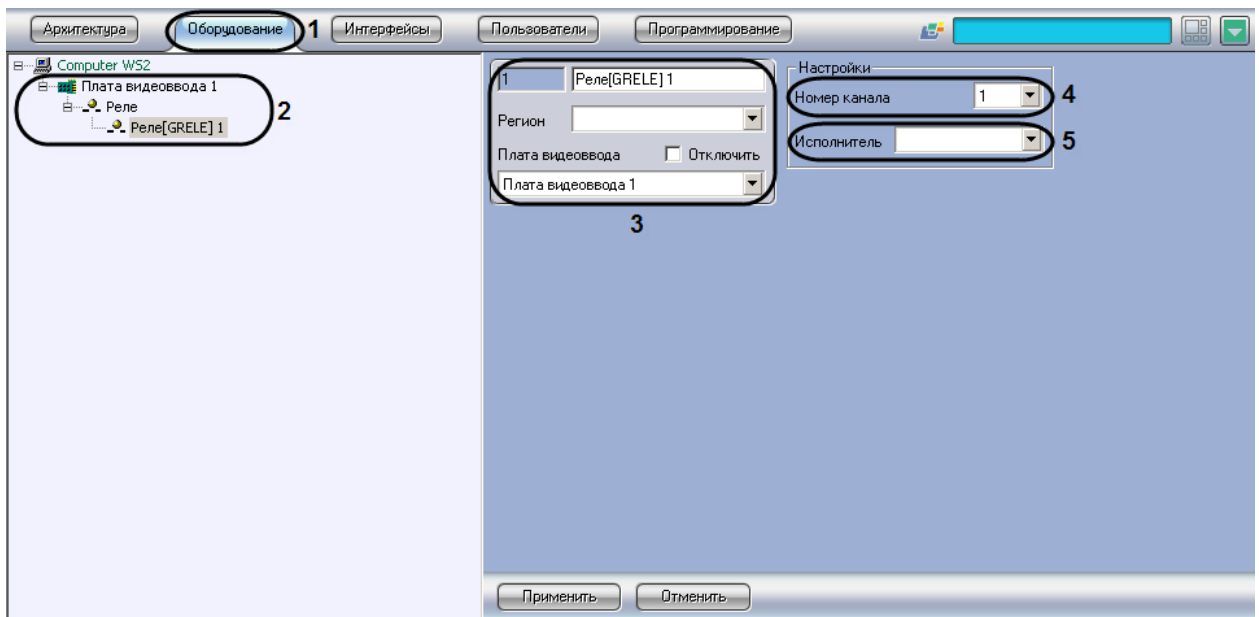 Архитектура Оборудование 1 Интерфейсы Пользователи Программирование
Computer WS2
Плата видеоввода 1
Реле
Реле[GRELE] 1
2
1 Реле[GRELE] 1
Регион
Плата видеоввода Отключить
Плата видеоввода 1
3
Настройки
Номер канала 1 4
Исполнитель 5
Применить Отменить